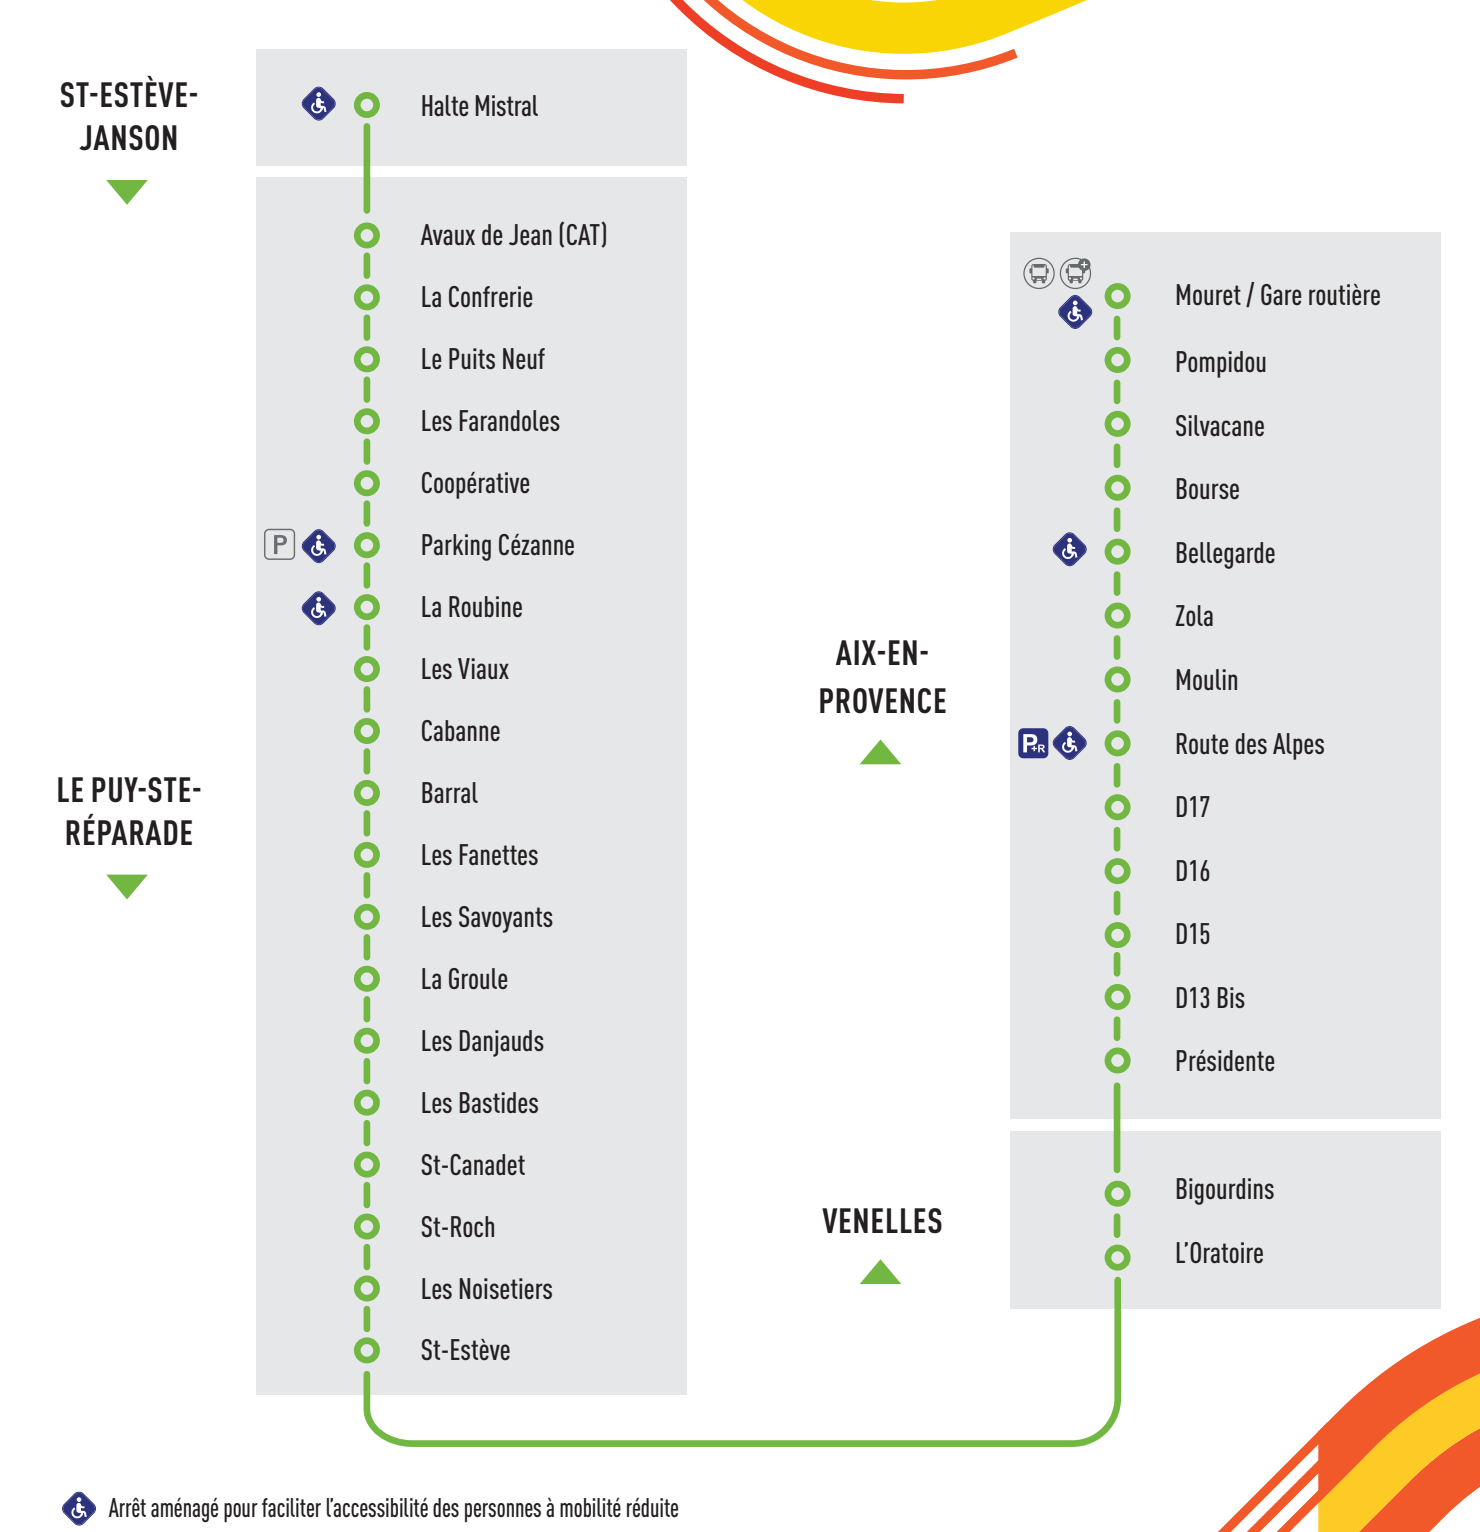 ST-ESTÈVE-
JANSON
Halte Mistral
LE PUY-STE-
RÉPARADE
Avaux de Jean (CAT)
La Confrerie
Le Puits Neuf
Les Farandoles
Coopérative
P
Parking Cézanne
La Roubine
Les Viaux
Cabanne
Barral
Les Fanettes
Les Savoyants
La Groule
Les Danjauds
Les Bastides
St-Canadet
St-Roch
Les Noisetiers
St-Estève
AIX-EN-
PROVENCE
Mouret / Gare routière
Pompidou
Silvacane
Bourse
Bellegarde
Zola
Moulin
P+R
Route des Alpes
D17
D16
D15
D13 Bis
Présidente
VENELLES
Bigourdins
L'Oratoire
Arrêt aménagé pour faciliter l'accessibilité des personnes à mobilité réduite